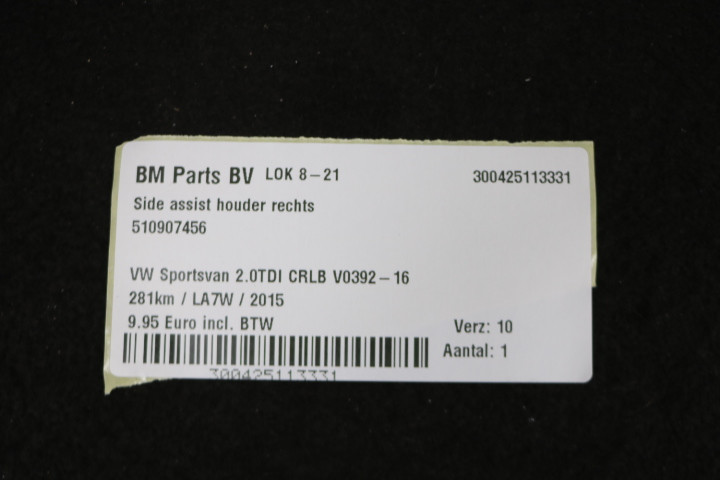 BM Parts BV LOK 8-21 300425113331
Side assist houder rechts
510907456
VW Sportsvan 2.0TDI CRLB V0392-16
281km / LA7W / 2015
9.95 Euro incl. BTW Verz: 10
Aantal: 1
300425113331